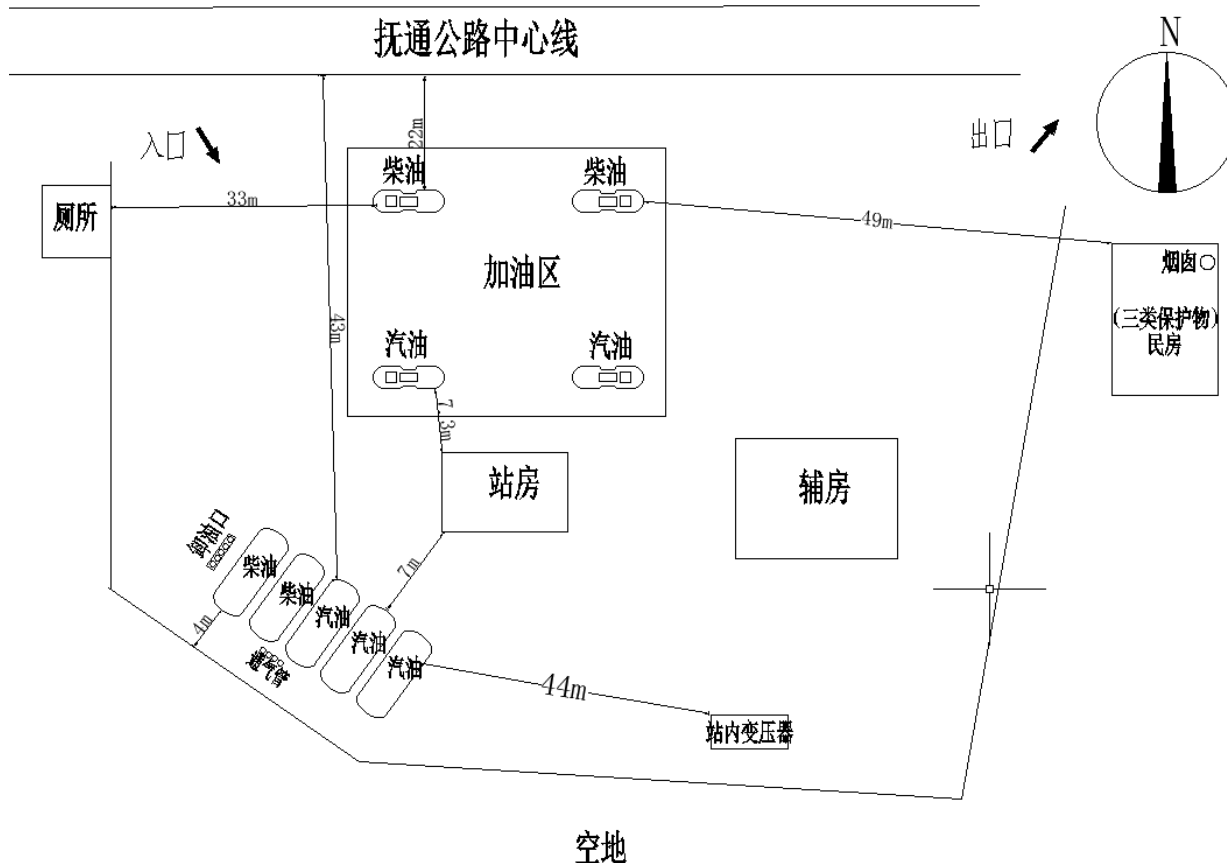 抚通公路中心线
N
入口
22m
出口
柴油
柴油
厕所
33m
49m
烟囱
加油区
(三类保护物)
民房
43m
汽油
汽油
7.3m
站房
辅房
卸油口
柴油
柴油
汽油
汽油
汽油
7m
4m
通气管
44m
站内变压器
空地